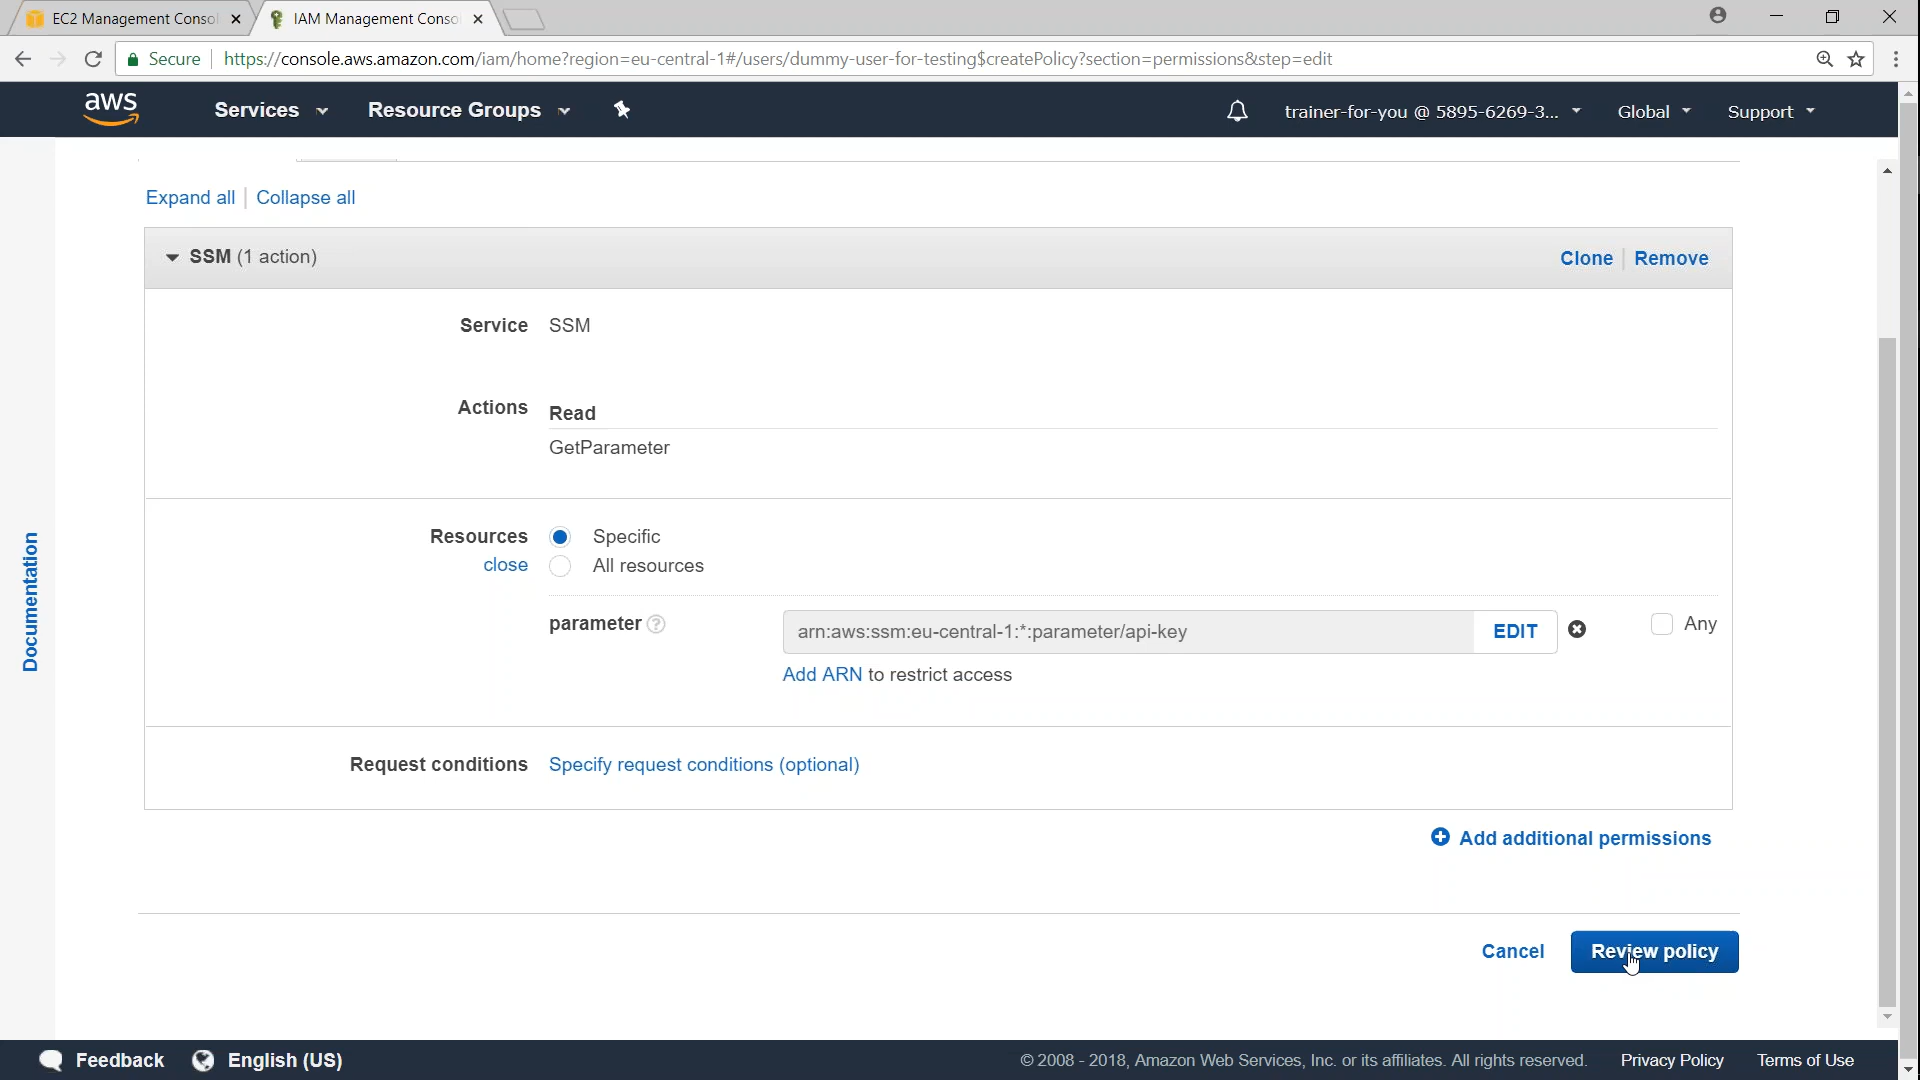 EC2 Management Consol
IAM Management Conso
Secure https://console.aws.amazon.com/iam/home?region=eu-central-1#/users/dummy-user-for-testing$createPolicy?section=permissions&step=edit
aws Services Resource Groups trainer-for-you @ 5895-6269-3... Global Support
Expand all Collapse all
SSM (1 action) Clone Remove
Service SSM
Actions Read
GetParameter
Resources Specific
close All resources
parameter ? arn:aws:ssm:eu-central-1:*:parameter/api-key EDIT Any
Add ARN to restrict access
Request conditions Specify request conditions (optional)
Add additional permissions
Cancel Review policy
Documentation
Feedback English (US) © 2008 - 2018, Amazon Web Services, Inc. or its affiliates. All rights reserved. Privacy Policy Terms of Use